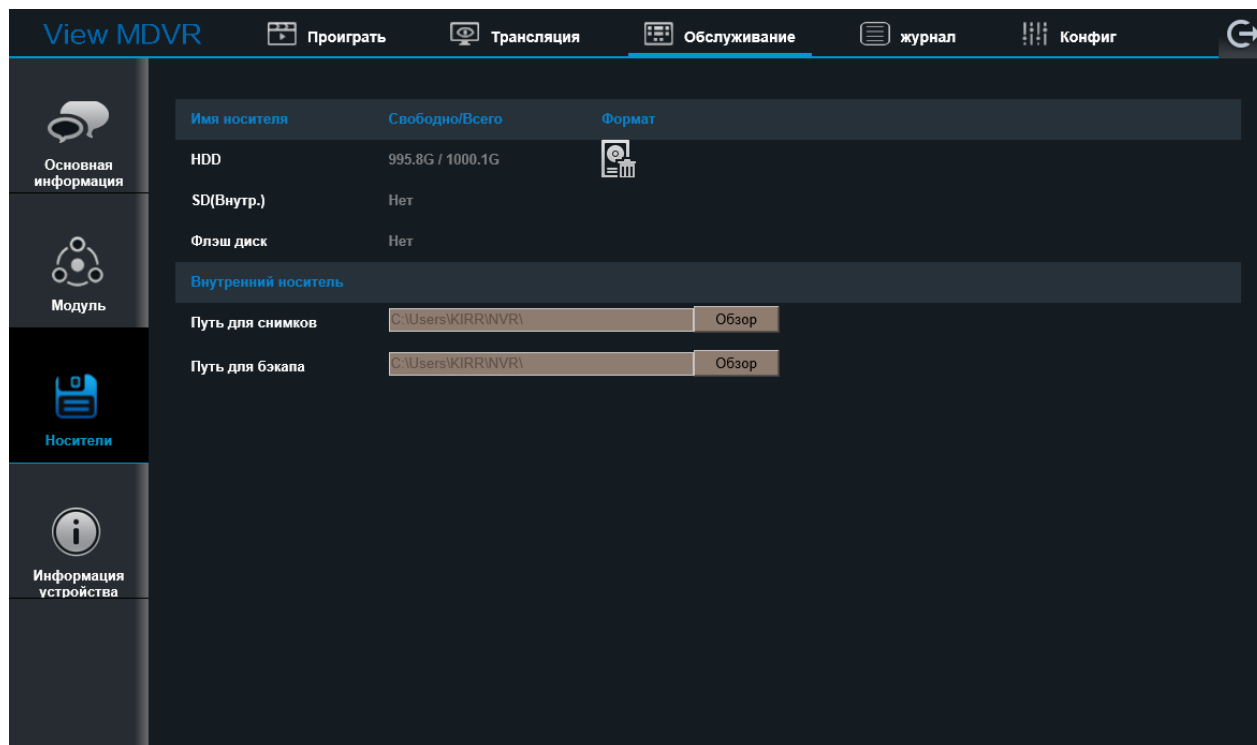 View MDVR Проиграть Трансляция Обслуживание журнал Конфиг
Основная
информация
Модуль
Носители
Информация
устройства
Имя носителя Свободно/Всего Формат
HDD 995.8G / 1000.1G
SD(Внутр.) Нет
Флэш диск Нет
Внутренний носитель
Путь для снимков C:\Users\KIRR\NVR\ Обзор
Путь для бэкапа C:\Users\KIRR\NVR\ Обзор